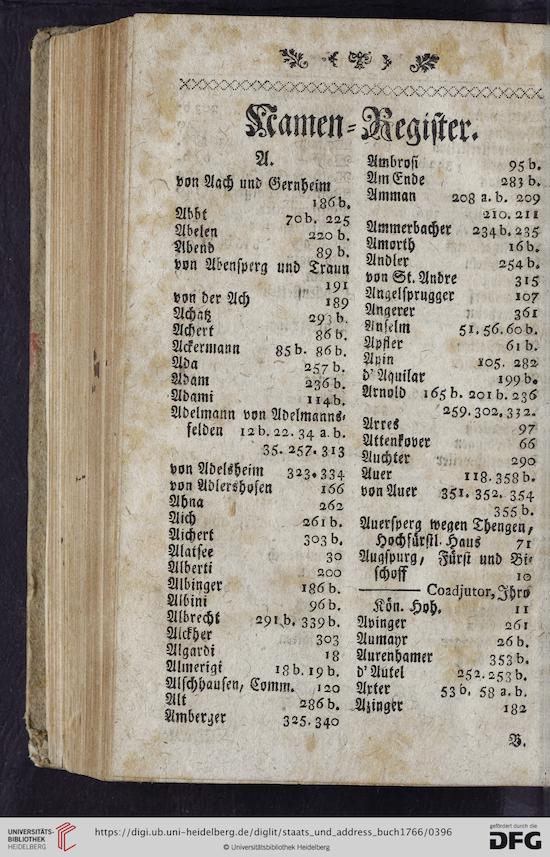 Namen-Register.
A.
von Aach und Gernheim
186 b.
Abbt 70 b. 225
Abelen 220 b.
Abend 89 b.
von Abensperg und Traun
191
von der Ach 189
Achatz 293 b.
Achert 86 b.
Ackermann 85 b. 86 b.
Ada 257 b.
Adam 236 b.
Adami 114 b.
Adelmann von Adelmanns-
felden 12 b. 22. 34 a. b.
35. 257. 313
von Adelsheim 323. 334
von Adlershofen 166
Ahna 262
Aich 261 b.
Aichert 303 b.
Alatsee 30
Alberti 200
Albinger 186 b.
Albini 96 b.
Albrecht 291 b. 339 b.
Alckher 303
Algardi 18
Almerigi 18 b. 19 b.
Alschhausen, Comm. 120
Alt 286 b.
Amberger 325. 340
Ambrosi 95 b.
Am Ende 283 b.
Amman 208 a. b. 209
210. 211
Ammerbacher 234 b. 235
Amorth 16 b.
Andler 254 b.
von St. Andre 315
Angelsprugger 107
Angerer 361
Anselm 51. 56. 60 b.
Apfler 61 b.
Apin 105. 282
d'Aquilar 199 b.
Arnold 165 b. 201 b. 236
259. 302. 332.
Arres 97
Attenkover 66
Auchter 290
Auer 118. 358 b.
von Auer 351. 352. 354
355 b.
Auersperg wegen Thengen,
Hochfürstl. Haus 71
Augspurg, Fürst und Bi-
schoff 10
Coadjutor, Ihro
Kön. Hoh. 11
Avinger 261
Aumayr 26 b.
Aurenhamer 353 b.
d'Autel 252. 253 b.
Axter 53 b. 58 a. b.
Azinger 182
B.
UNIVERSITÄTS-
BIBLIOTHEK
HEIDELBERG
https://digi.ub.uni-heidelberg.de/diglit/staats_und_address_buch1766/0396
© Universitätsbibliothek Heidelberg
gefördert durch die
DFG